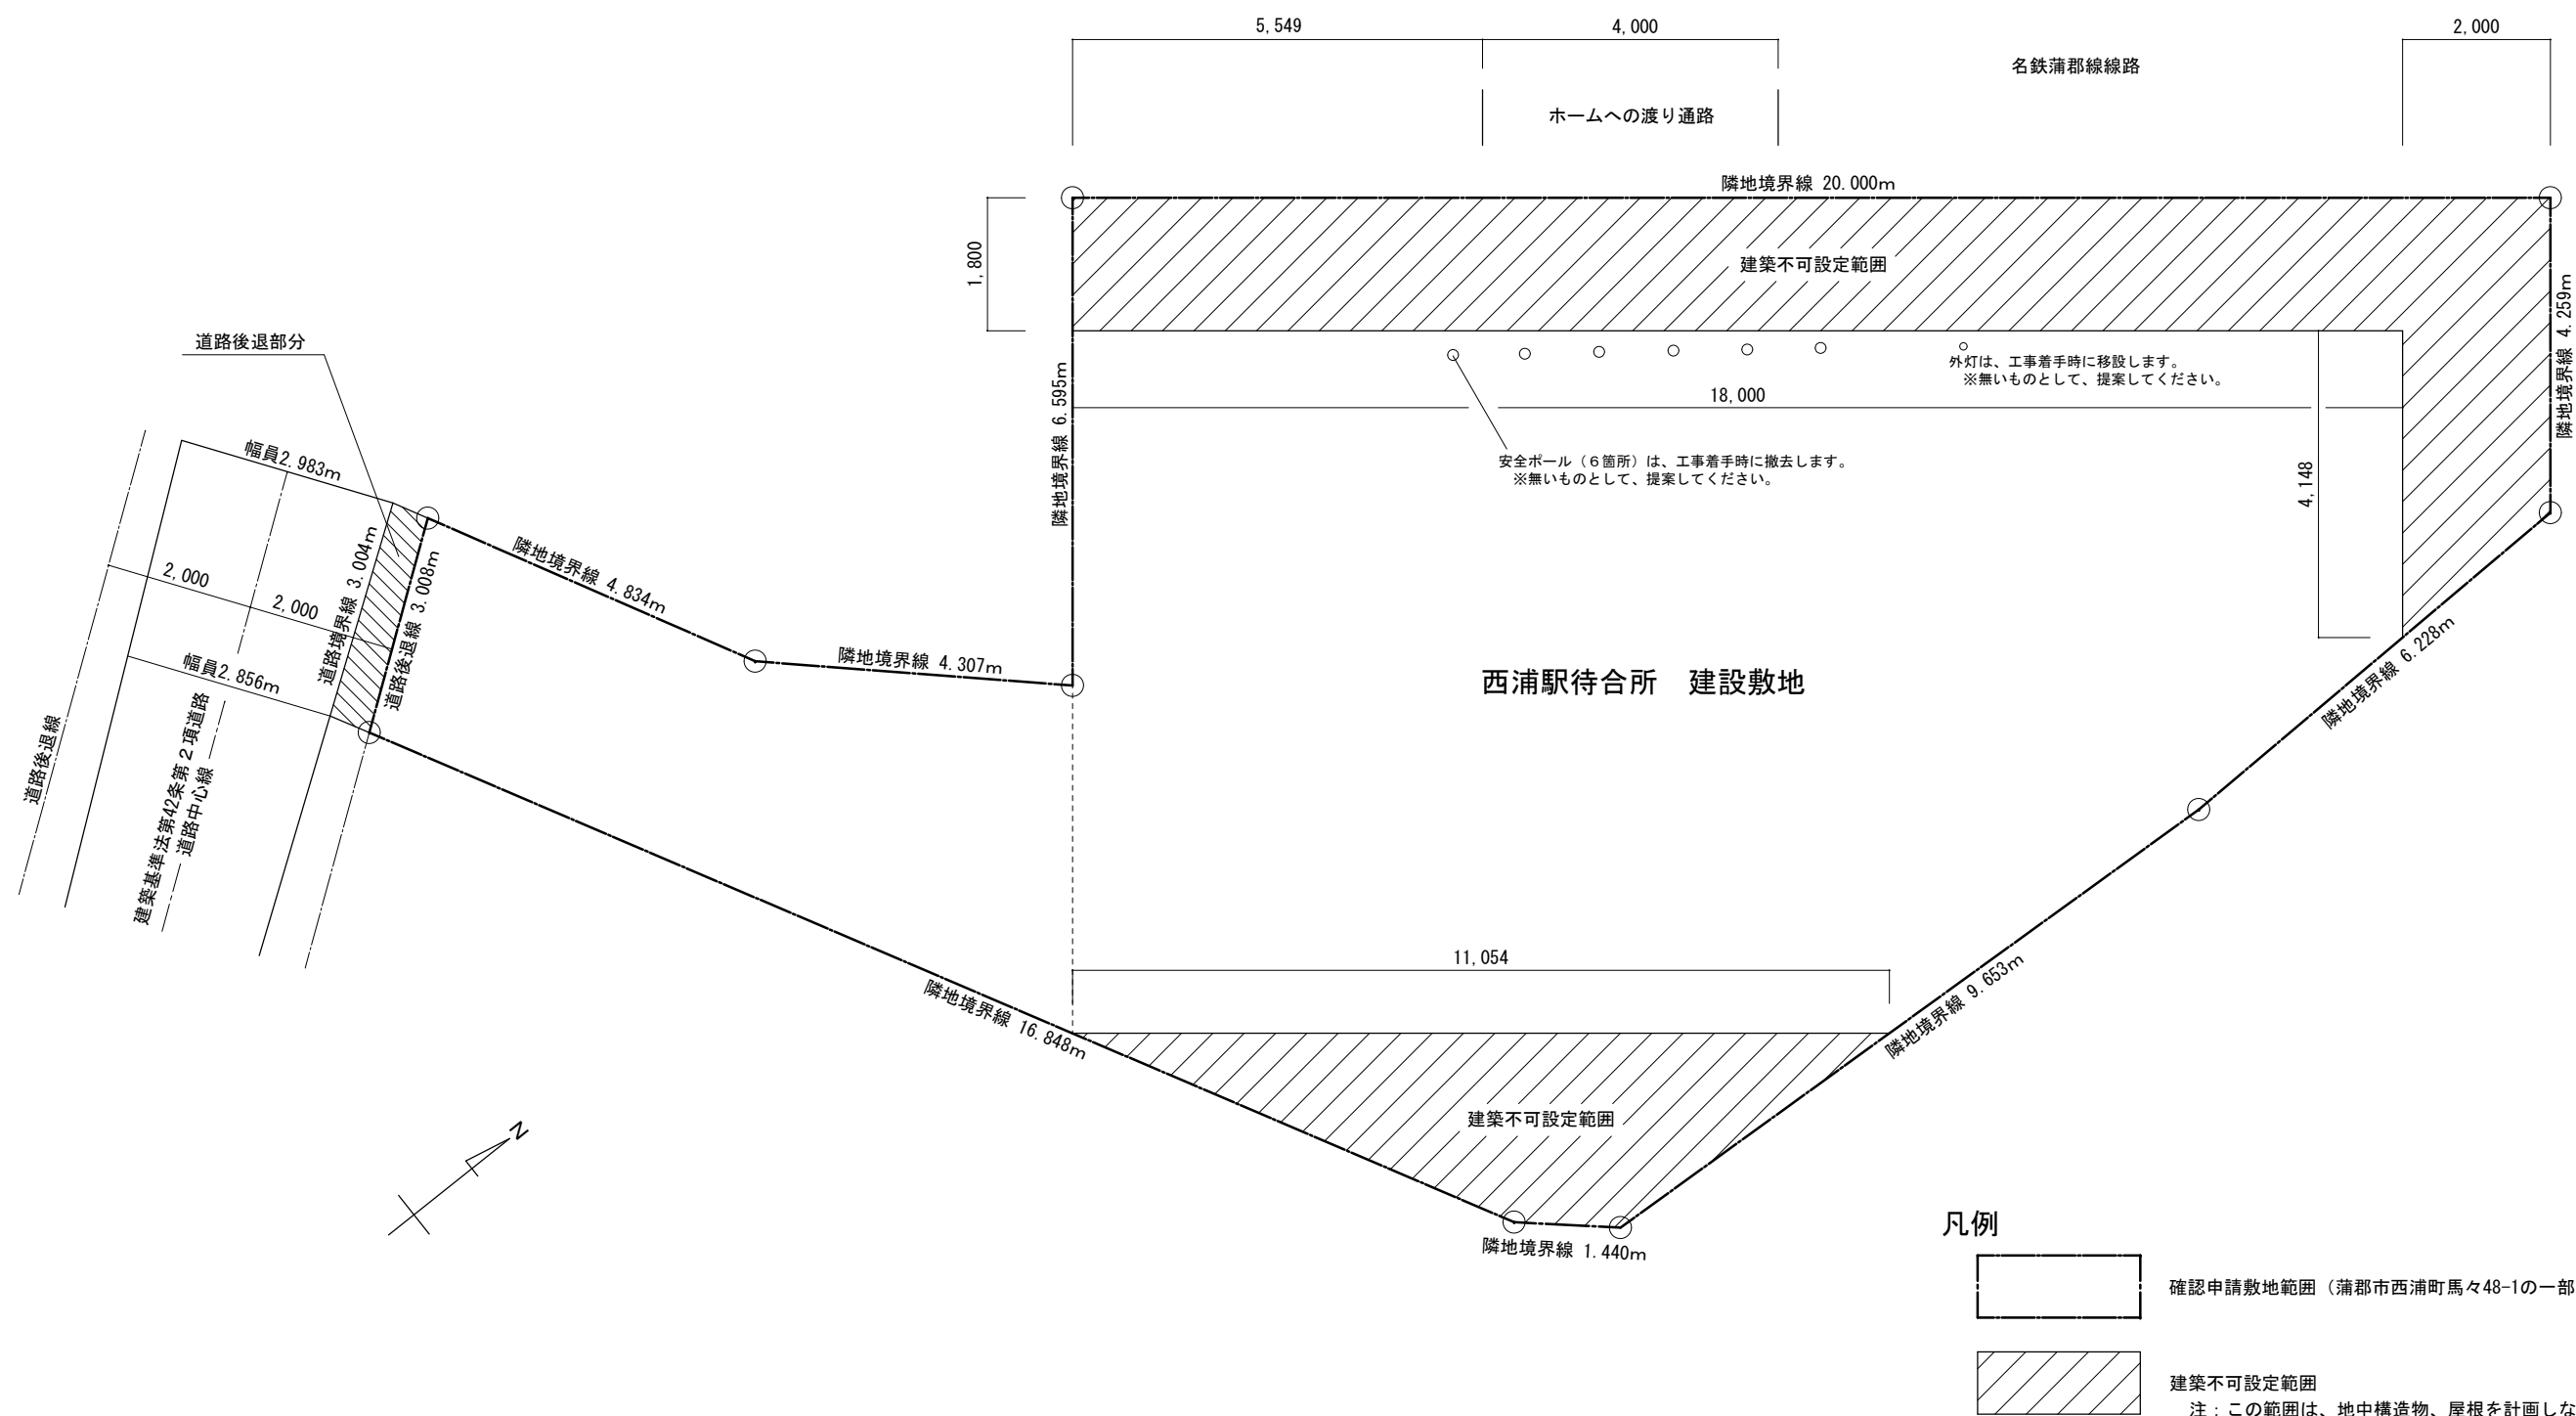 5,549
4,000
2,000
名鉄蒲郡線線路
ホームへの渡り通路
隣地境界線 20.000m
1,800
建築不可設定範囲
隣地境界線 4.259m
道路後退部分
外灯は、工事着手時に移設します。
※無いものとして、提案してください。
18,000
隣地境界線 6.595m
幅員2.983m
安全ポール（６箇所）は、工事着手時に撤去します。
※無いものとして、提案してください。
4,148
隣地境界線 4.834m
道路境界線 3.004m
道路後退線 3.008m
2,000
2,000
隣地境界線 4.307m
幅員2.856m
西浦駅待合所　建設敷地
隣地境界線 6.228m
道路後退線
建築基準法第42条第２項道路
道路中心線
11,054
隣地境界線 16.848m
隣地境界線 9.653m
建築不可設定範囲
N
隣地境界線 1.440m
凡例
確認申請敷地範囲（蒲郡市西浦町馬々48-1の一部
建築不可設定範囲
注：この範囲は、地中構造物、屋根を計画しな